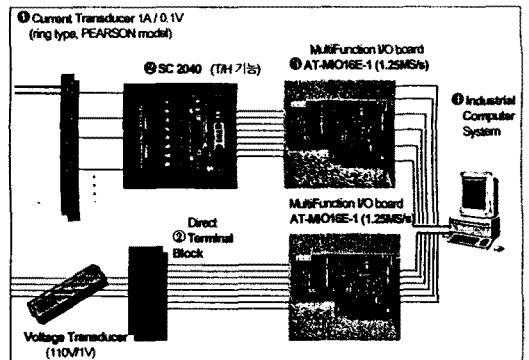 ❶ Current Transducer 1A / 0.1V
(ring type, PEARSON model)
❷ SC 2040 (T/H 기능)
MultiFunction I/O board
❸ AT-MIO16E-1 (1.25MS/s)
❹ Industrial
Computer
System
MultiFunction I/O board
AT-MIO16E-1 (1.25MS/s)
Direct
② Terminal
Block
Voltage Transducer
(110V/1V)